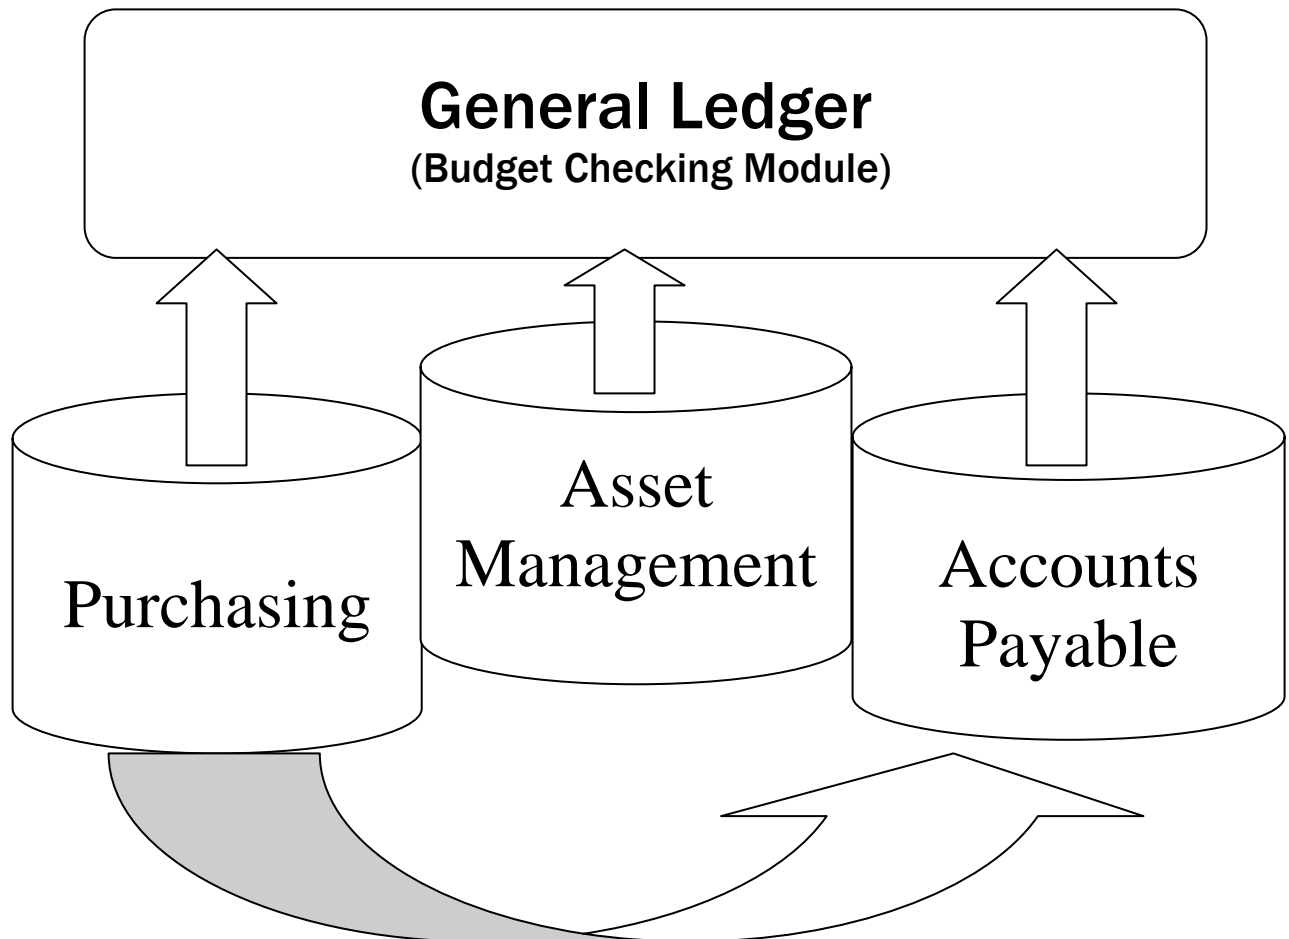 General Ledger
(Budget Checking Module)
Asset
Management
Purchasing
Accounts
Payable